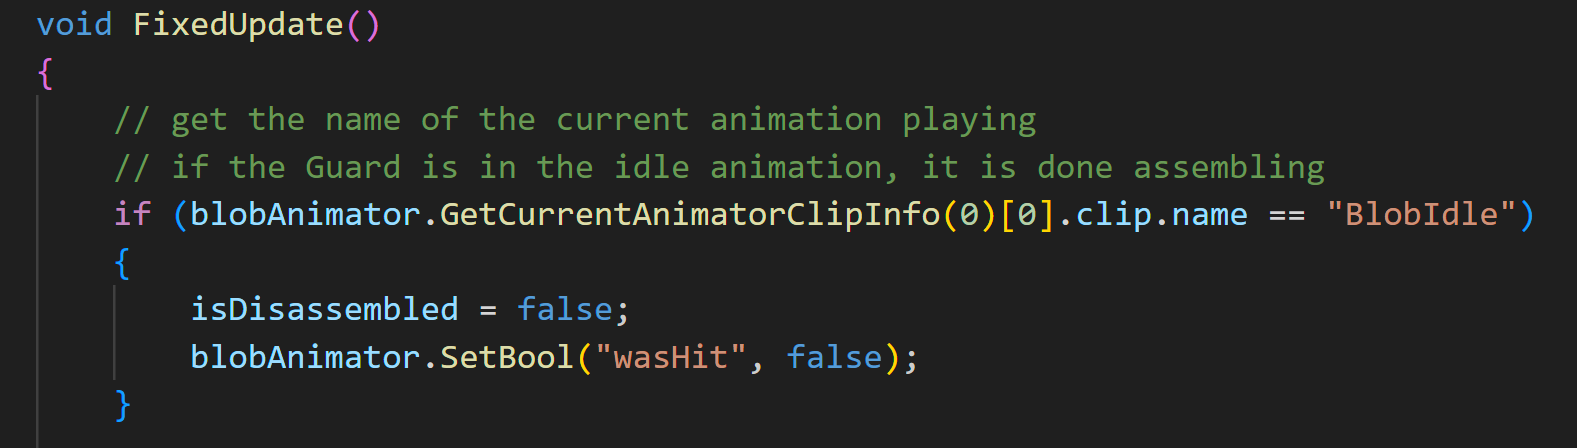 void FixedUpdate()
{
    // get the name of the current animation playing
    // if the Guard is in the idle animation, it is done assembling
    if (blobAnimator.GetCurrentAnimatorClipInfo(0)[0].clip.name == "BlobIdle")
    {
        isDisassembled = false;
        blobAnimator.SetBool("wasHit", false);
    }